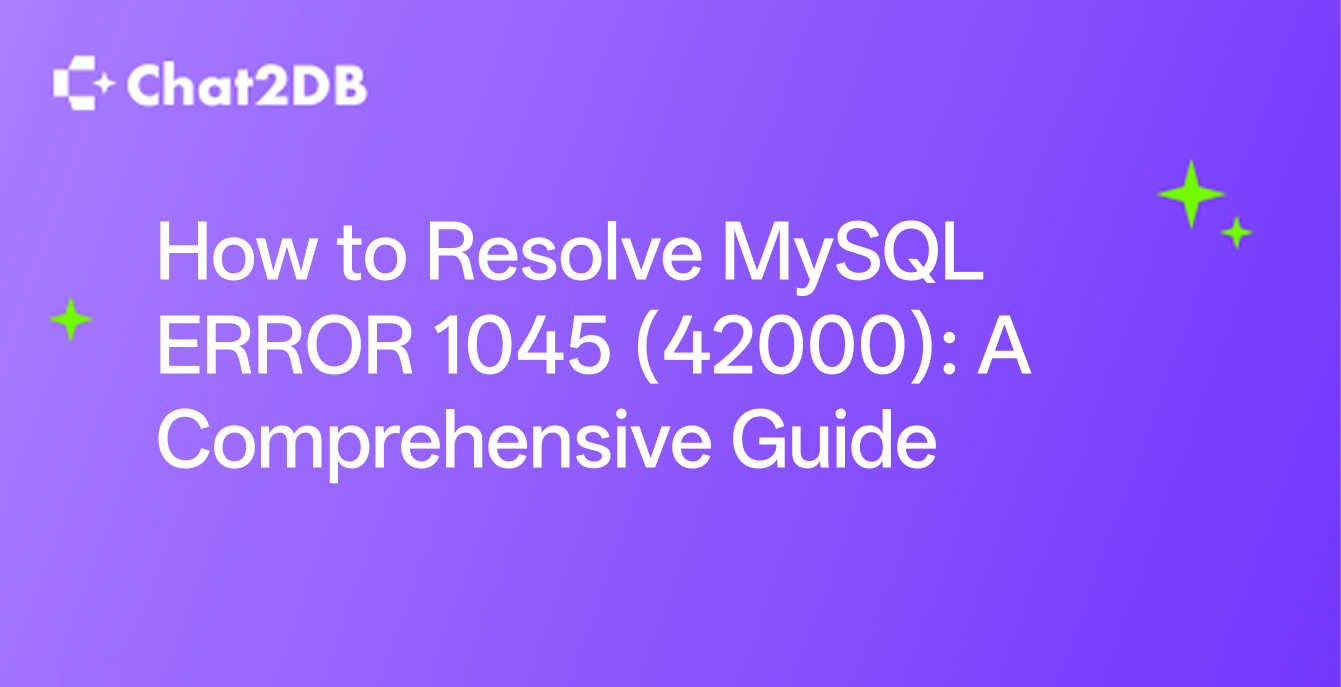 Chat2DB
How to Resolve MySQL
ERROR 1045 (42000): A
Comprehensive Guide